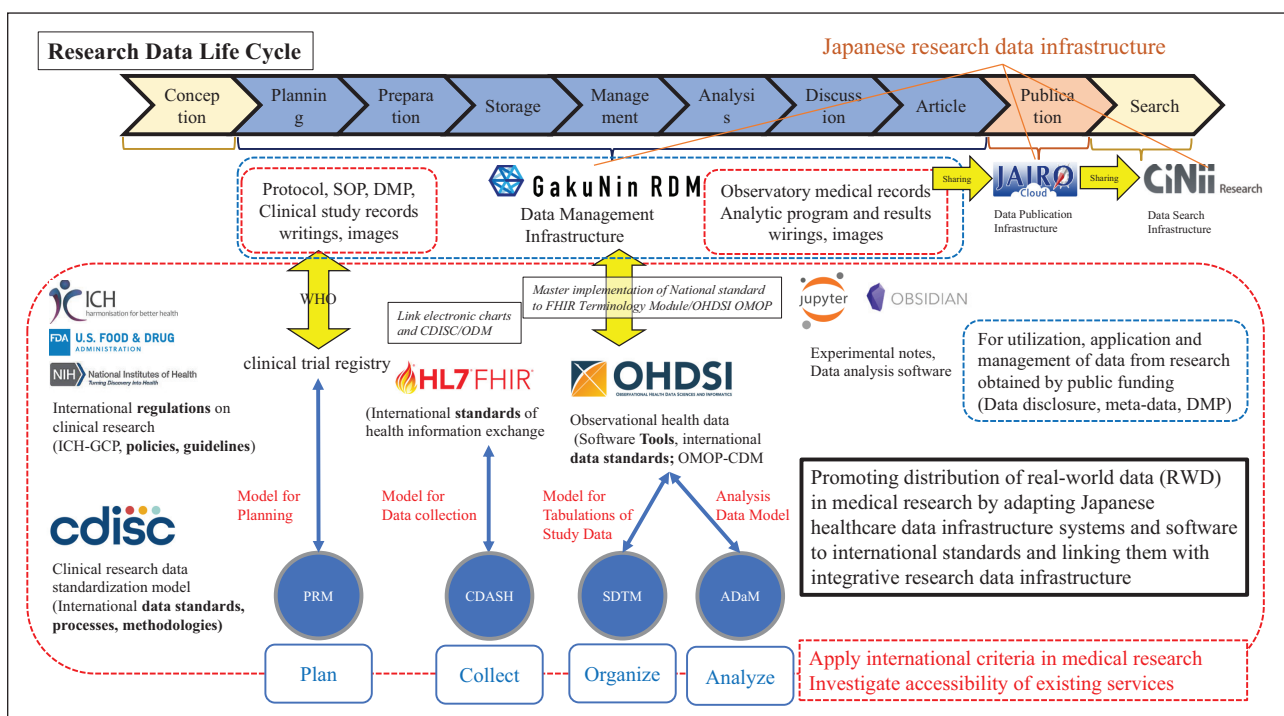 Research Data Life Cycle
Japanese research data infrastructure
Concep
tion
Plannin
g
Prepara
tion
Storage
Manage
ment
Analysi
s
Discuss
ion
Article
Publica
tion
Search
Protocol, SOP, DMP,
Clinical study records
writings, images
GakuNin RDM
Data Management
Infrastructure
Observatory medical records
Analytic program and results
wirings, images
Sharing
JAIRO
Cloud
Data Publication
Infrastructure
Sharing
CiNii
Research
Data Search
Infrastructure
ICH
harmonisation for better health
FDA U.S. FOOD & DRUG
ADMINISTRATION
NIH National Institutes of Health
Turning Discovery Into Health
International regulations on
clinical research
(ICH-GCP, policies, guidelines)
WHO
clinical trial registry
Link electronic charts
and CDISC/ODM
Master implementation of National standard
to FHIR Terminology Module/OHDSI OMOP
HL7 FHIR
(International standards of
health information exchange
OHDSI
OBSERVATIONAL HEALTH DATA SCIENCES AND INFORMATICS
Observational health data
(Software Tools, international
data standards; OMOP-CDM
jupyter
OBSIDIAN
Experimental notes,
Data analysis software
For utilization, application and
management of data from research
obtained by public funding
(Data disclosure, meta-data, DMP)
cdisc
Clinical research data
standardization model
(International data standards,
processes, methodologies)
Model for
Planning
Model for
Data collection
Model for
Tabulations of
Study Data
Analysis
Data Model
Promoting distribution of real-world data (RWD)
in medical research by adapting Japanese
healthcare data infrastructure systems and software
to international standards and linking them with
integrative research data infrastructure
PRM
CDASH
SDTM
ADaM
Plan
Collect
Organize
Analyze
Apply international criteria in medical research
Investigate accessibility of existing services